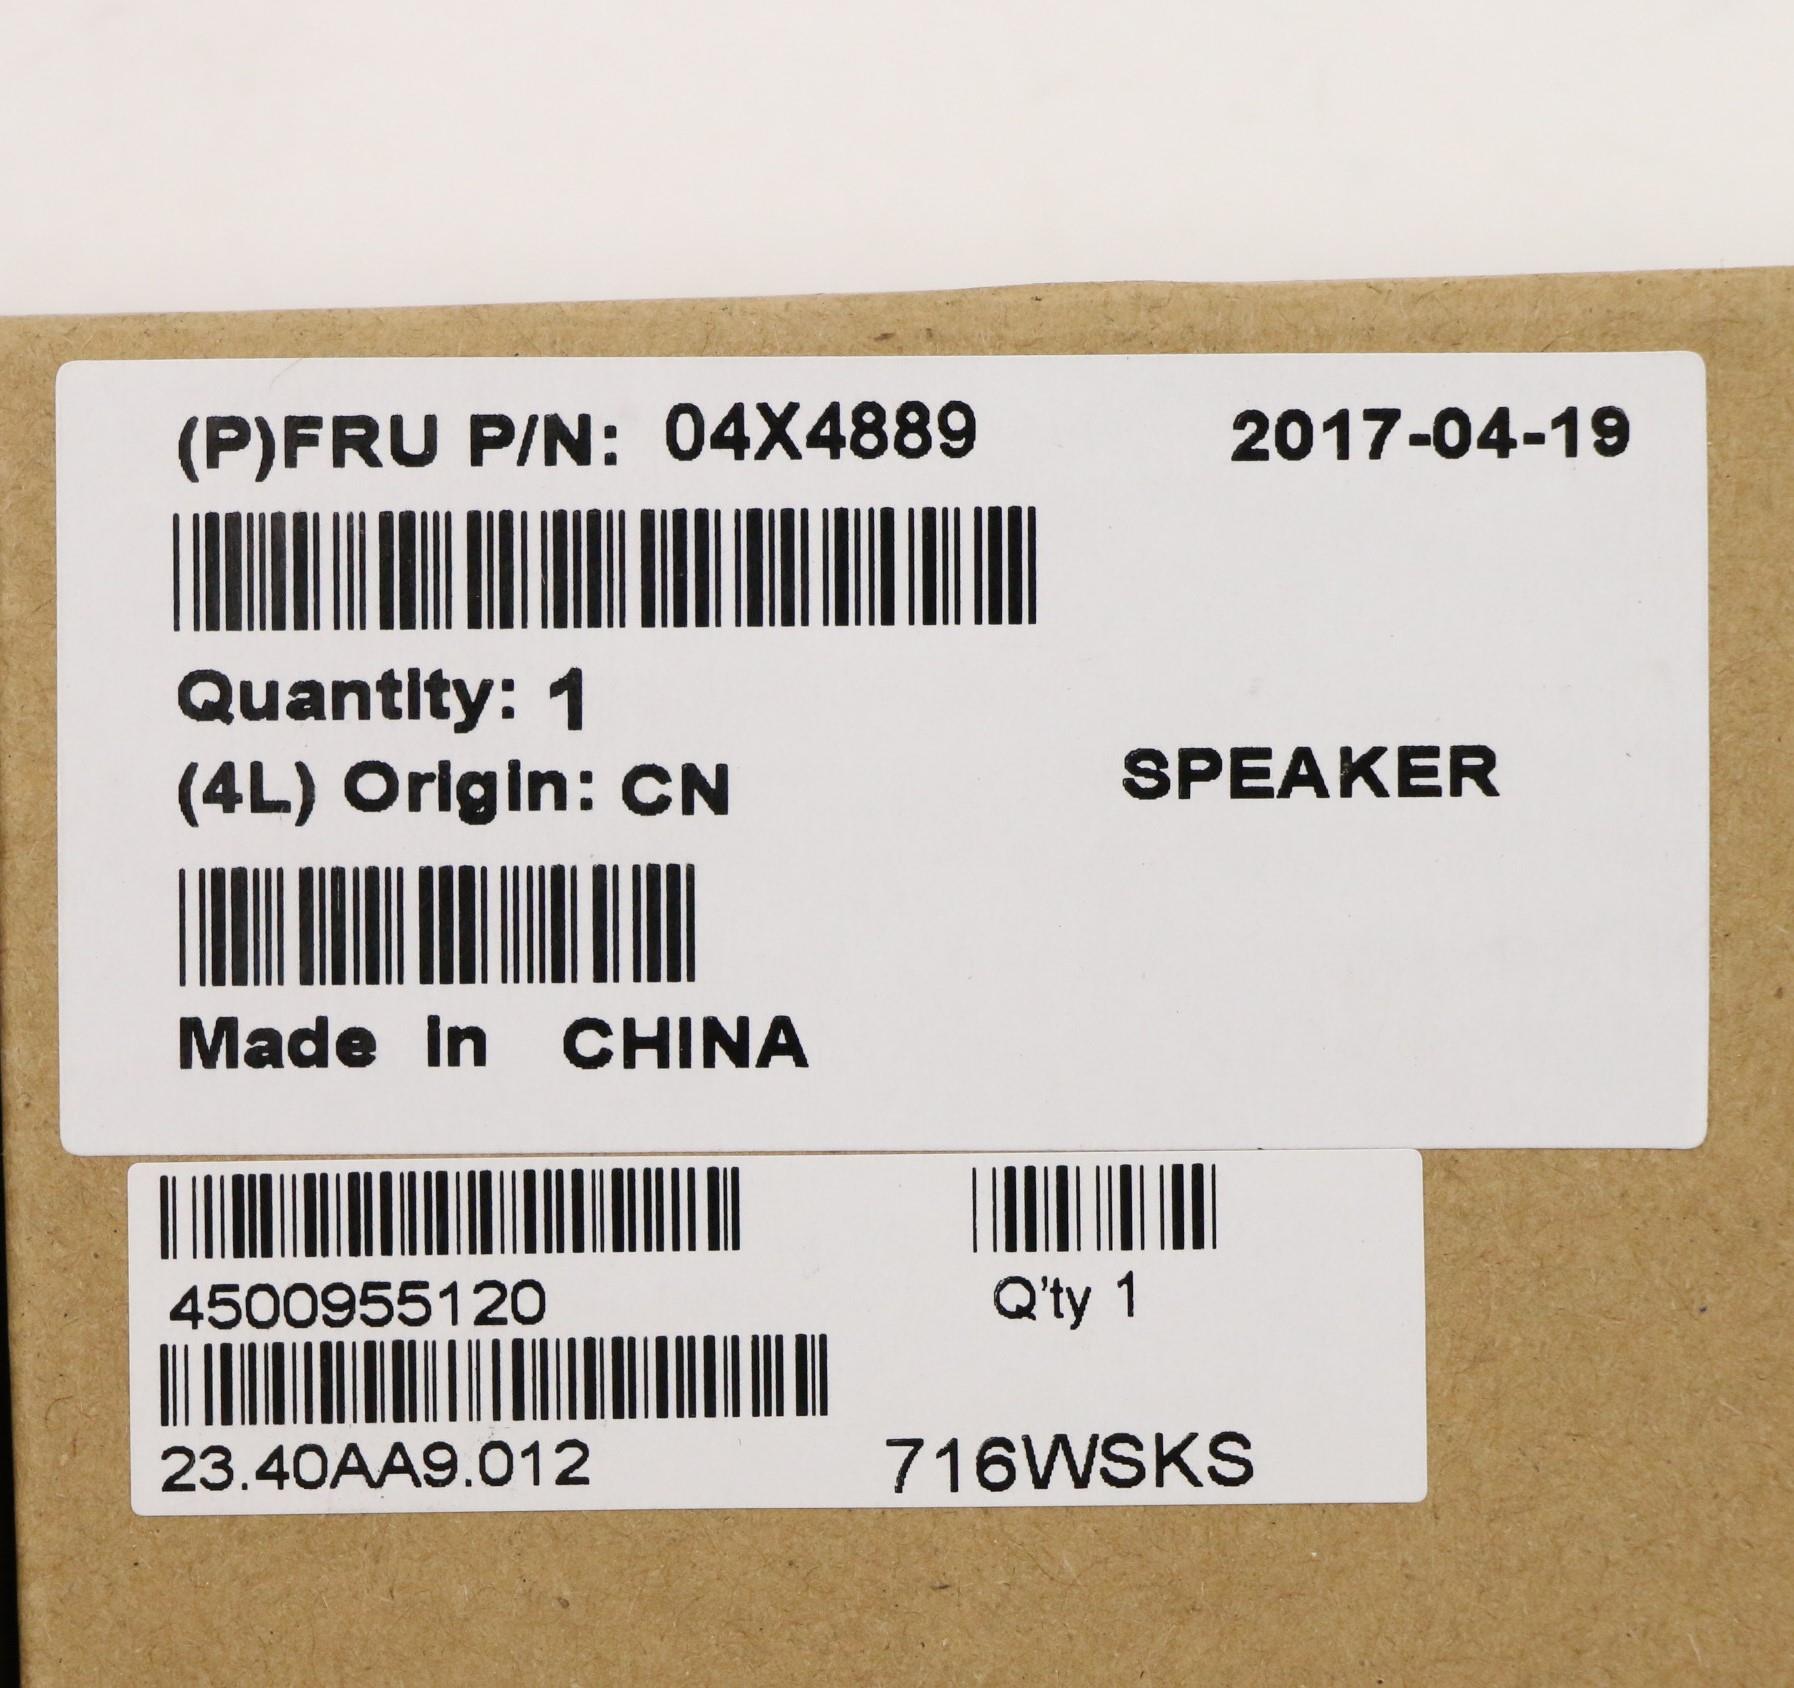 (P)FRU P/N: 04X4889 2017-04-19
Quantity: 1
(4L) Origin: CN
SPEAKER
Made in CHINA
4500955120 Q'ty 1
23.40AA9.012 716WSKS